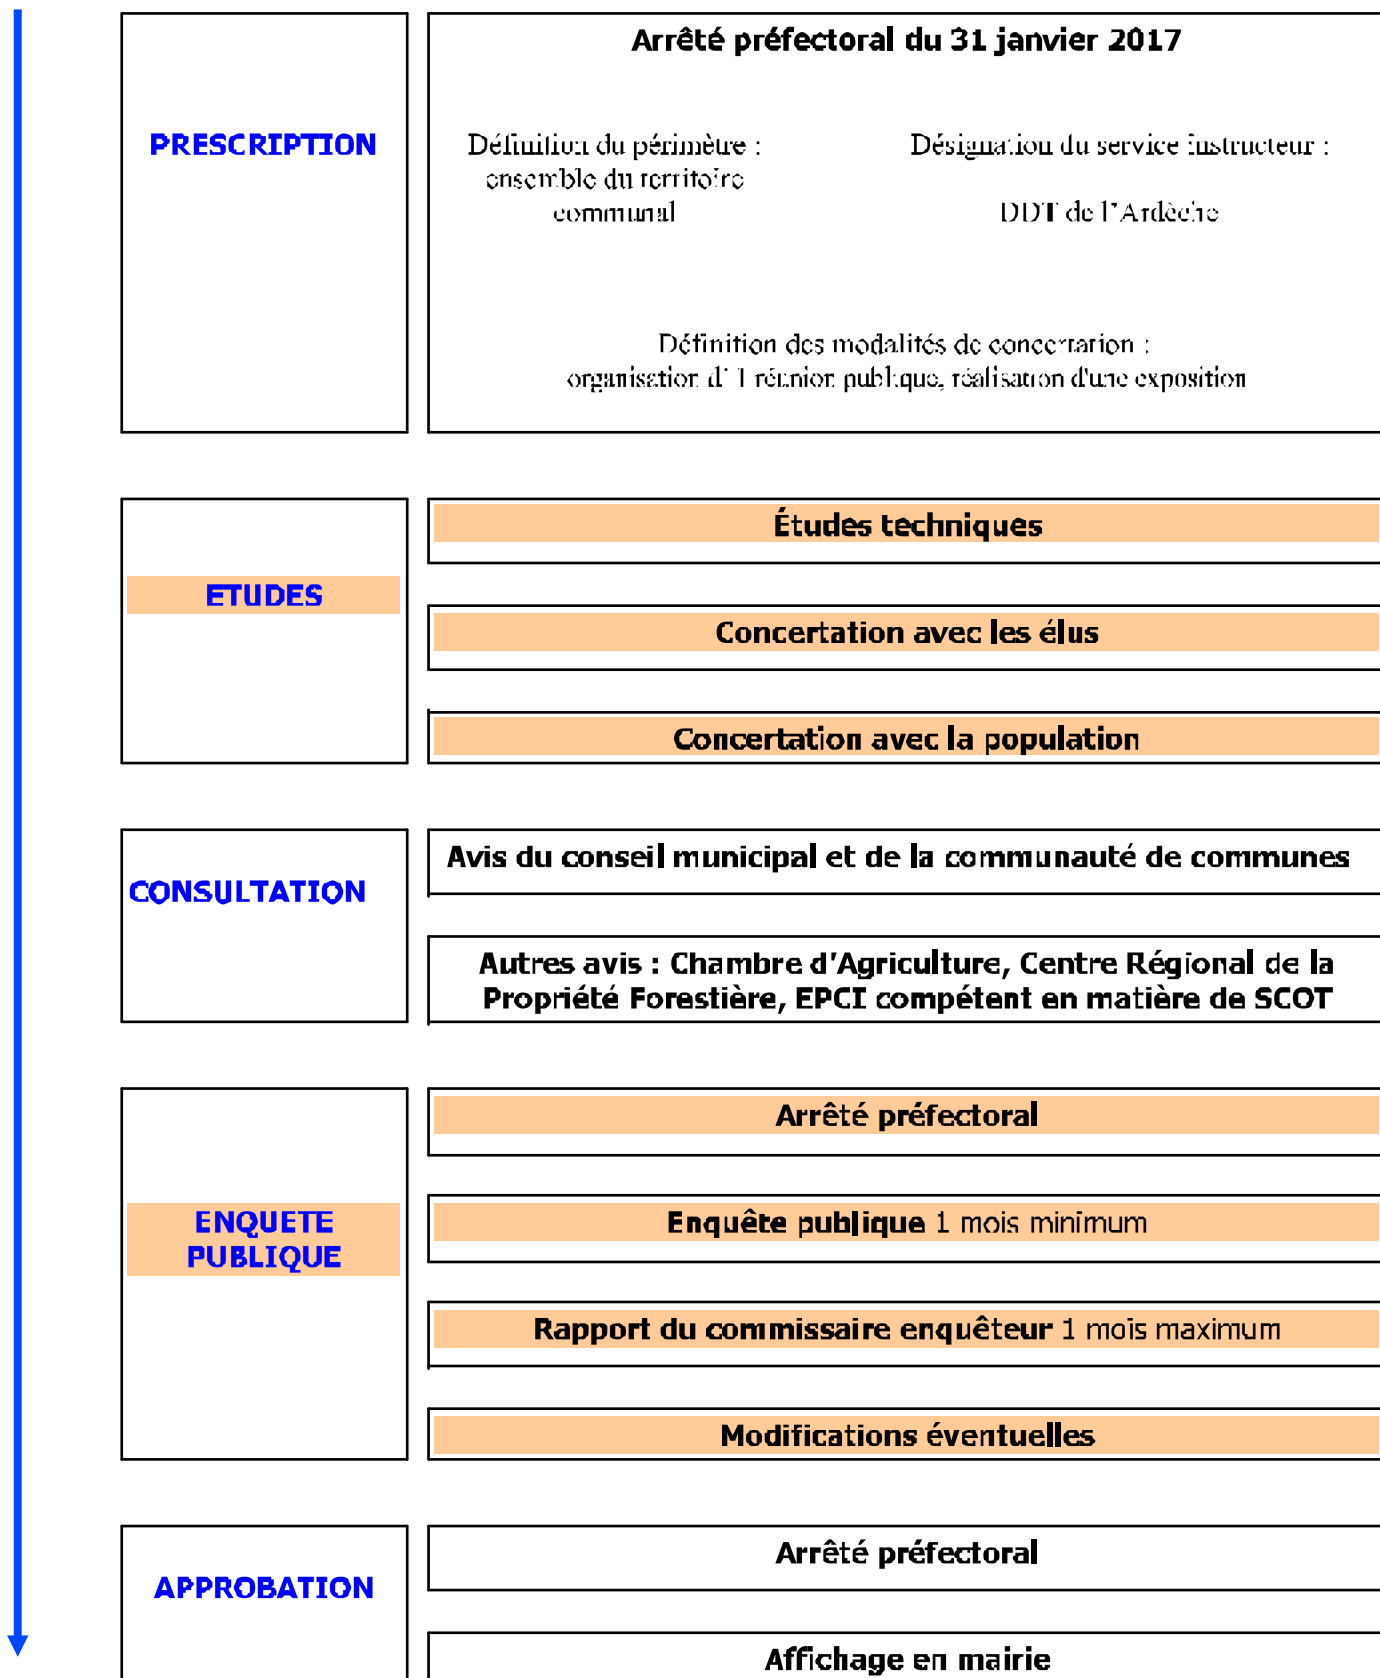 Arrêté préfectoral du 31 janvier 2017
PRESCRIPTION
Définition du périmètre :
ensemble du territoire
communal
Désignation du service instructeur :
DDT de l'Ardèche
Définition des modalités de concertation :
organisation d'1 réunion publique, réalisation d'une exposition
ETUDES
Études techniques
Concertation avec les élus
Concertation avec la population
CONSULTATION
Avis du conseil municipal et de la communauté de communes
Autres avis : Chambre d'Agriculture, Centre Régional de la
Propriété Forestière, EPCI compétent en matière de SCOT
ENQUETE
PUBLIQUE
Arrêté préfectoral
Enquête publique 1 mois minimum
Rapport du commissaire enquêteur 1 mois maximum
Modifications éventuelles
APPROBATION
Arrêté préfectoral
Affichage en mairie